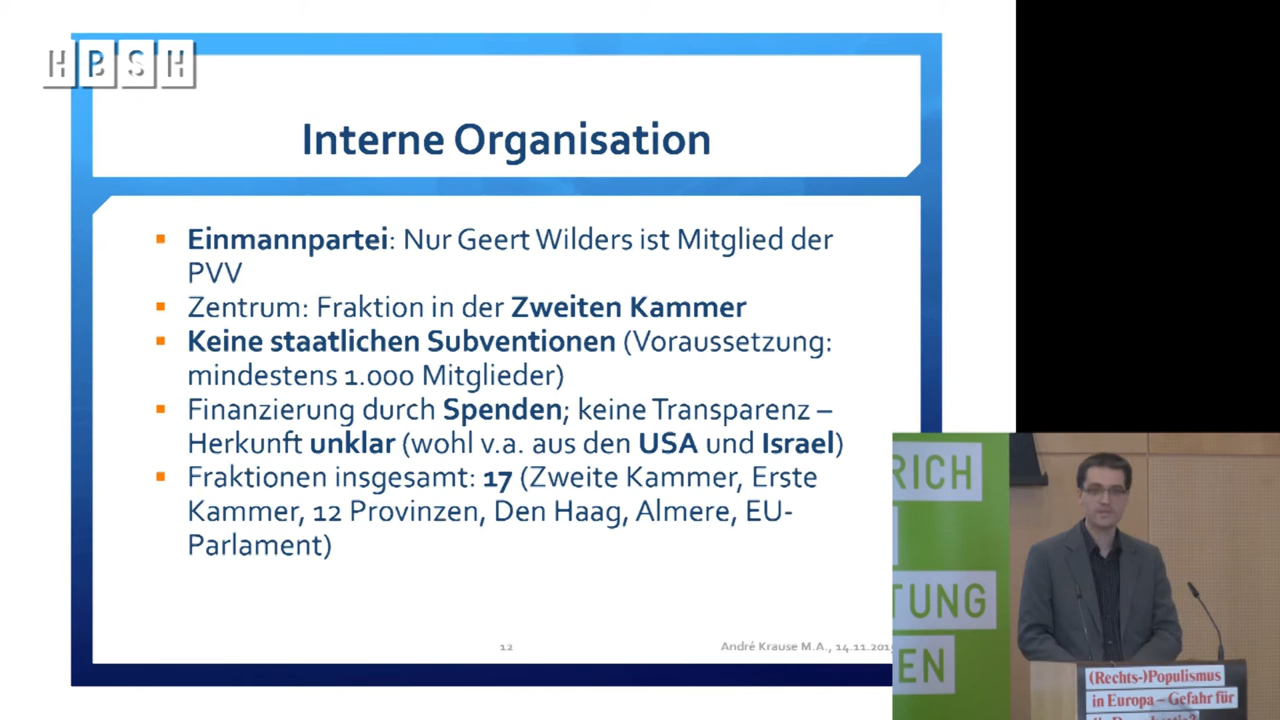 HBSH
Interne Organisation
Einmannpartei: Nur Geert Wilders ist Mitglied der
PVV
Zentrum: Fraktion in der Zweiten Kammer
Keine staatlichen Subventionen (Voraussetzung:
mindestens 1.000 Mitglieder)
Finanzierung durch Spenden; keine Transparenz –
Herkunft unklar (wohl v.a. aus den USA und Israel)
Fraktionen insgesamt: 17 (Zweite Kammer, Erste
Kammer, 12 Provinzen, Den Haag, Almere, EU-
Parlament)
12
André Krause M.A., 14.11.201
RICH
TUNG
EN
(Rechts-)Populismus
in Europa – Gefahr für